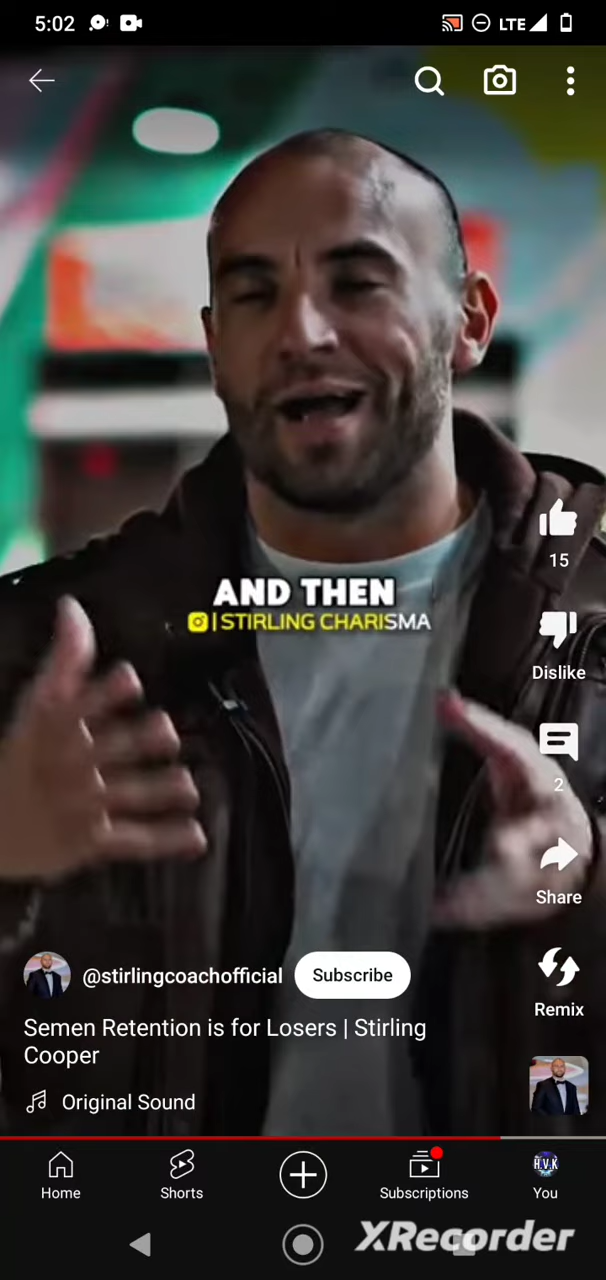 5:02
LTE
AND THEN
| STIRLING CHARISMA
15
Dislike
2
Share
@stirlingcoachofficial Subscribe
Remix
Semen Retention is for Losers | Stirling
Cooper
Original Sound
Home Shorts Subscriptions H.V.K You
XRecorder